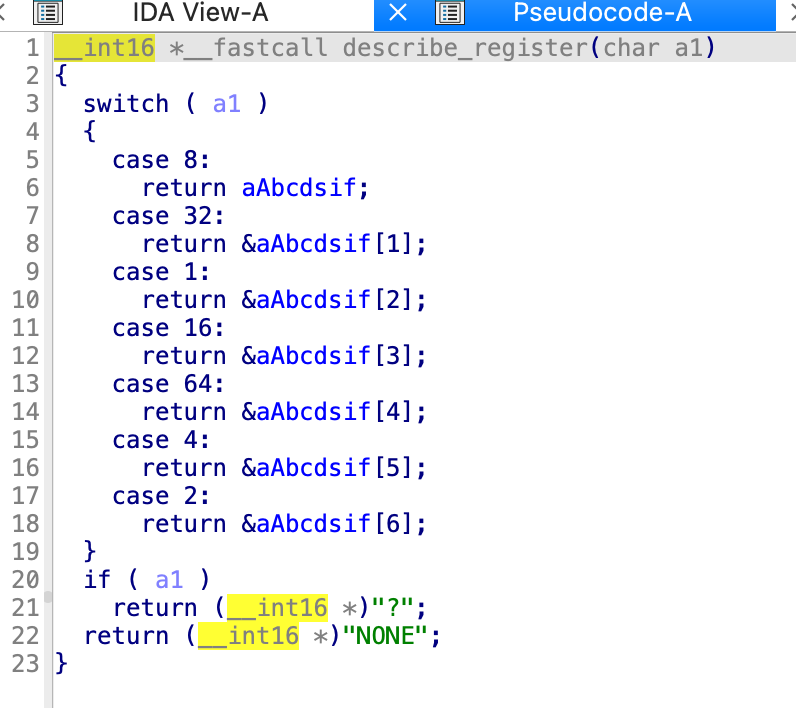 IDA View-A Pseudocode-A
1 __int16 *__fastcall describe_register(char a1)
2 {
3   switch ( a1 )
4   {
5     case 8:
6       return aAbcdsif;
7     case 32:
8       return &aAbcdsif[1];
9     case 1:
10       return &aAbcdsif[2];
11     case 16:
12       return &aAbcdsif[3];
13     case 64:
14       return &aAbcdsif[4];
15     case 4:
16       return &aAbcdsif[5];
17     case 2:
18       return &aAbcdsif[6];
19   }
20   if ( a1 )
21     return (__int16 *)"?";
22   return (__int16 *)"NONE";
23 }